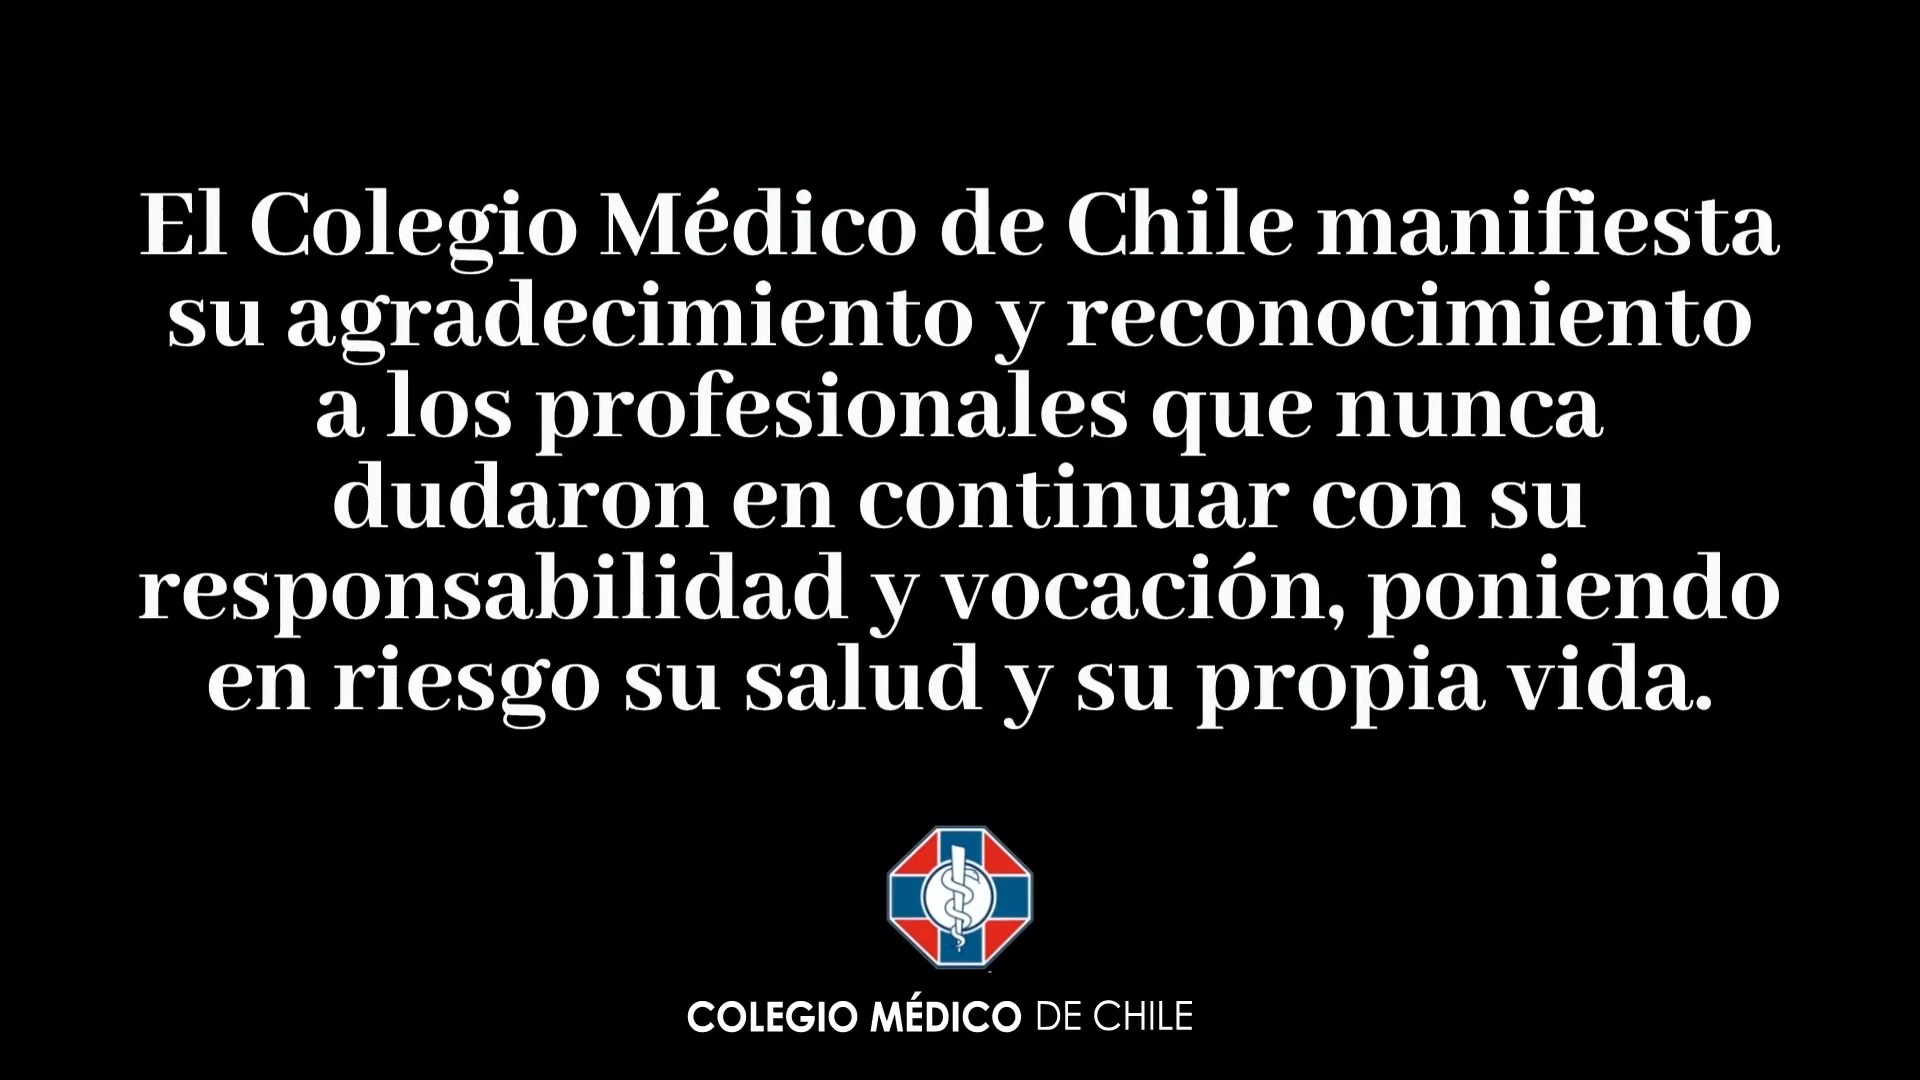 El Colegio Médico de Chile manifiesta
su agradecimiento y reconocimiento
a los profesionales que nunca
dudaron en continuar con su
responsabilidad y vocación, poniendo
en riesgo su salud y su propia vida.
COLEGIO MÉDICO DE CHILE